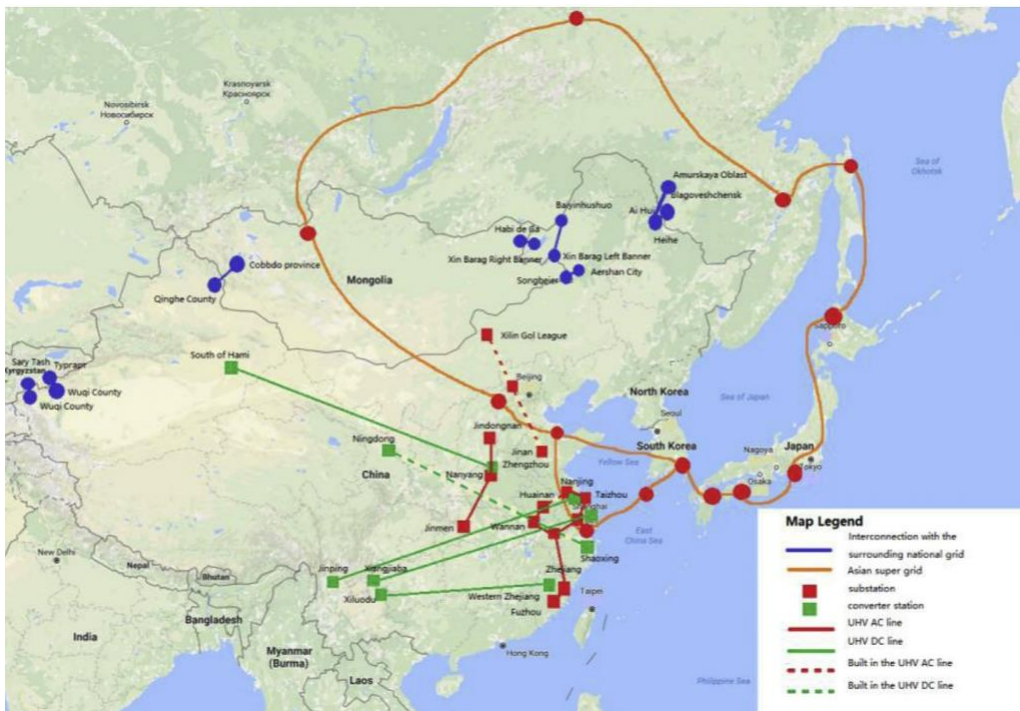 Krasnoyarsk
Красноярск
Novosibirsk
Новосибирск
Sea of
Okhotsk
Amurskaya Oblast
Blagoveshchensk
Baiyinhushuo
Ai Hui
Heihe
Habi de Ga
Xin Barag Right Banner
Xin Barag Left Banner
Aershan City
Songbeier
Cobbdo province
Mongolia
Qinghe County
Xilin Gol League
Sapporo
South of Hami
Sary Tash
Typrapt
Kyrgyzstan
Wuqi County
Wuqi County
Beijing
North Korea
Sea of Japan
Seoul
Jindongnan
South Korea
Japan
Nagoya
Tokyo
Osaka
Ningdong
Jinan
Zhengzhou
Yellow Sea
China
Nanyang
Nanjing
Huainan
Taizhou
Shanghai
Jinmen
Wannan
East
China Sea
Shaoxing
New Delhi
Nepal
Bhutan
Jinping
Xiangjiaba
Zhejiang
Xiluodu
Western Zhejiang
Taipei
Fuzhou
Bangladesh
India
Myanmar
(Burma)
Hong Kong
Laos
Philippine Sea
Map Legend
Interconnection with the
surrounding national grid
Asian super grid
substation
converter station
UHV AC line
UHV DC line
Built in the UHV AC line
Built in the UHV DC line